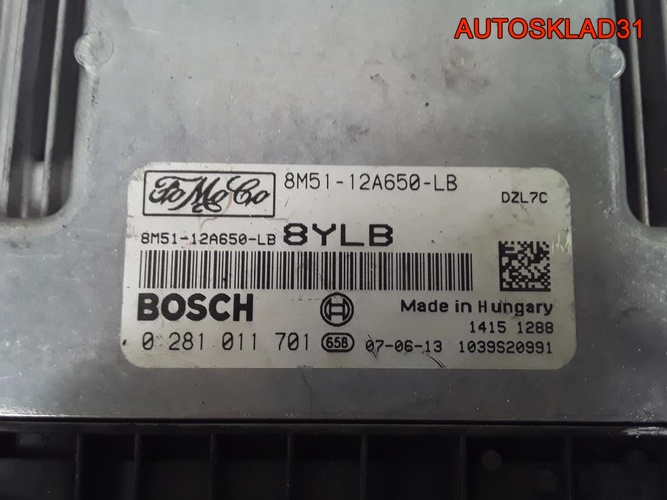 AUTOSKLAD31
FoMoCo 8M51-12A650-LB
DZL7C
8M51-12A650-LB 8YLB
BOSCH
Made in Hungary
1415 1288
0 281 011 701 658 07-06-13 1039S20991